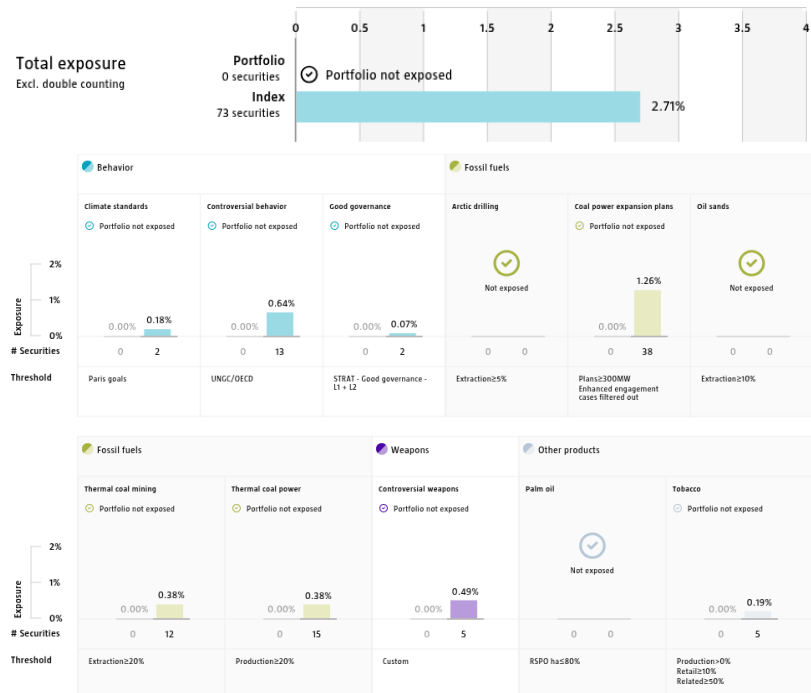 0 0.5 1 1.5 2 2.5 3 3.5 4
Total exposure
Excl. double counting
Portfolio
0 securities
Portfolio not exposed
Index
73 securities
2.71%
Behavior
Fossil fuels
Climate standards Controversial behavior Good governance Arctic drilling Coal power expansion plans Oil sands
Portfolio not exposed Portfolio not exposed Portfolio not exposed Portfolio not exposed
Not exposed Not exposed
Exposure
2%
1%
0%
0.00% 0.18% 0.00% 0.64% 0.00% 0.07% 0.00% 1.26%
# Securities 0 2 0 13 0 2 0 0 0 38 0 0
Threshold Paris goals UNGC/OECD STRAT - Good governance - Extraction≥5% Plans≥300MW Extraction≥10%
L1 + L2 Enhanced engagement
cases filtered out
Fossil fuels Weapons Other products
Thermal coal mining Thermal coal power Controversial weapons Palm oil Tobacco
Portfolio not exposed Portfolio not exposed Portfolio not exposed Portfolio not exposed
Not exposed
Exposure
2%
1%
0%
0.00% 0.38% 0.00% 0.38% 0.00% 0.49% 0.00% 0.19%
# Securities 0 12 0 15 0 5 0 0 0 5
Threshold Extraction≥20% Production≥20% Custom RSPO ha≤80% Production>0%
Retail≥10%
Related≥50%